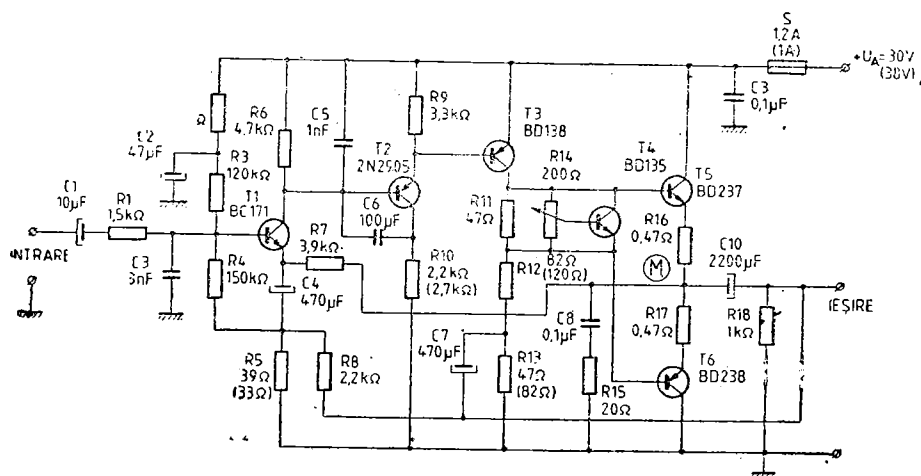 S
1,2A
(1A)
+UA=30V
(38V)
C3
0,1µF
Ω
R6
4,7kΩ
C5
1nF
R9
3,3kΩ
T3
BD138
C2
47µF
R3
120kΩ
T2
2N2905
R14
200Ω
T4
BD135
T5
BD237
C1
10µF
R1
1,5kΩ
T1
BC171
C6
100µF
R11
47Ω
R16
0,47Ω
INTRARE
R7
3,9kΩ
R10
2,2kΩ
(2,7kΩ)
R12
82Ω
(120Ω)
M
C10
2200µF
C3
R4
150kΩ
C4
470µF
C8
0,1µF
R17
0,47Ω
R18
1kΩ
IEȘIRE
R5
39Ω
(33Ω)
R8
2,2kΩ
C7
470µF
R13
47Ω
(82Ω)
R15
20Ω
T6
BD238